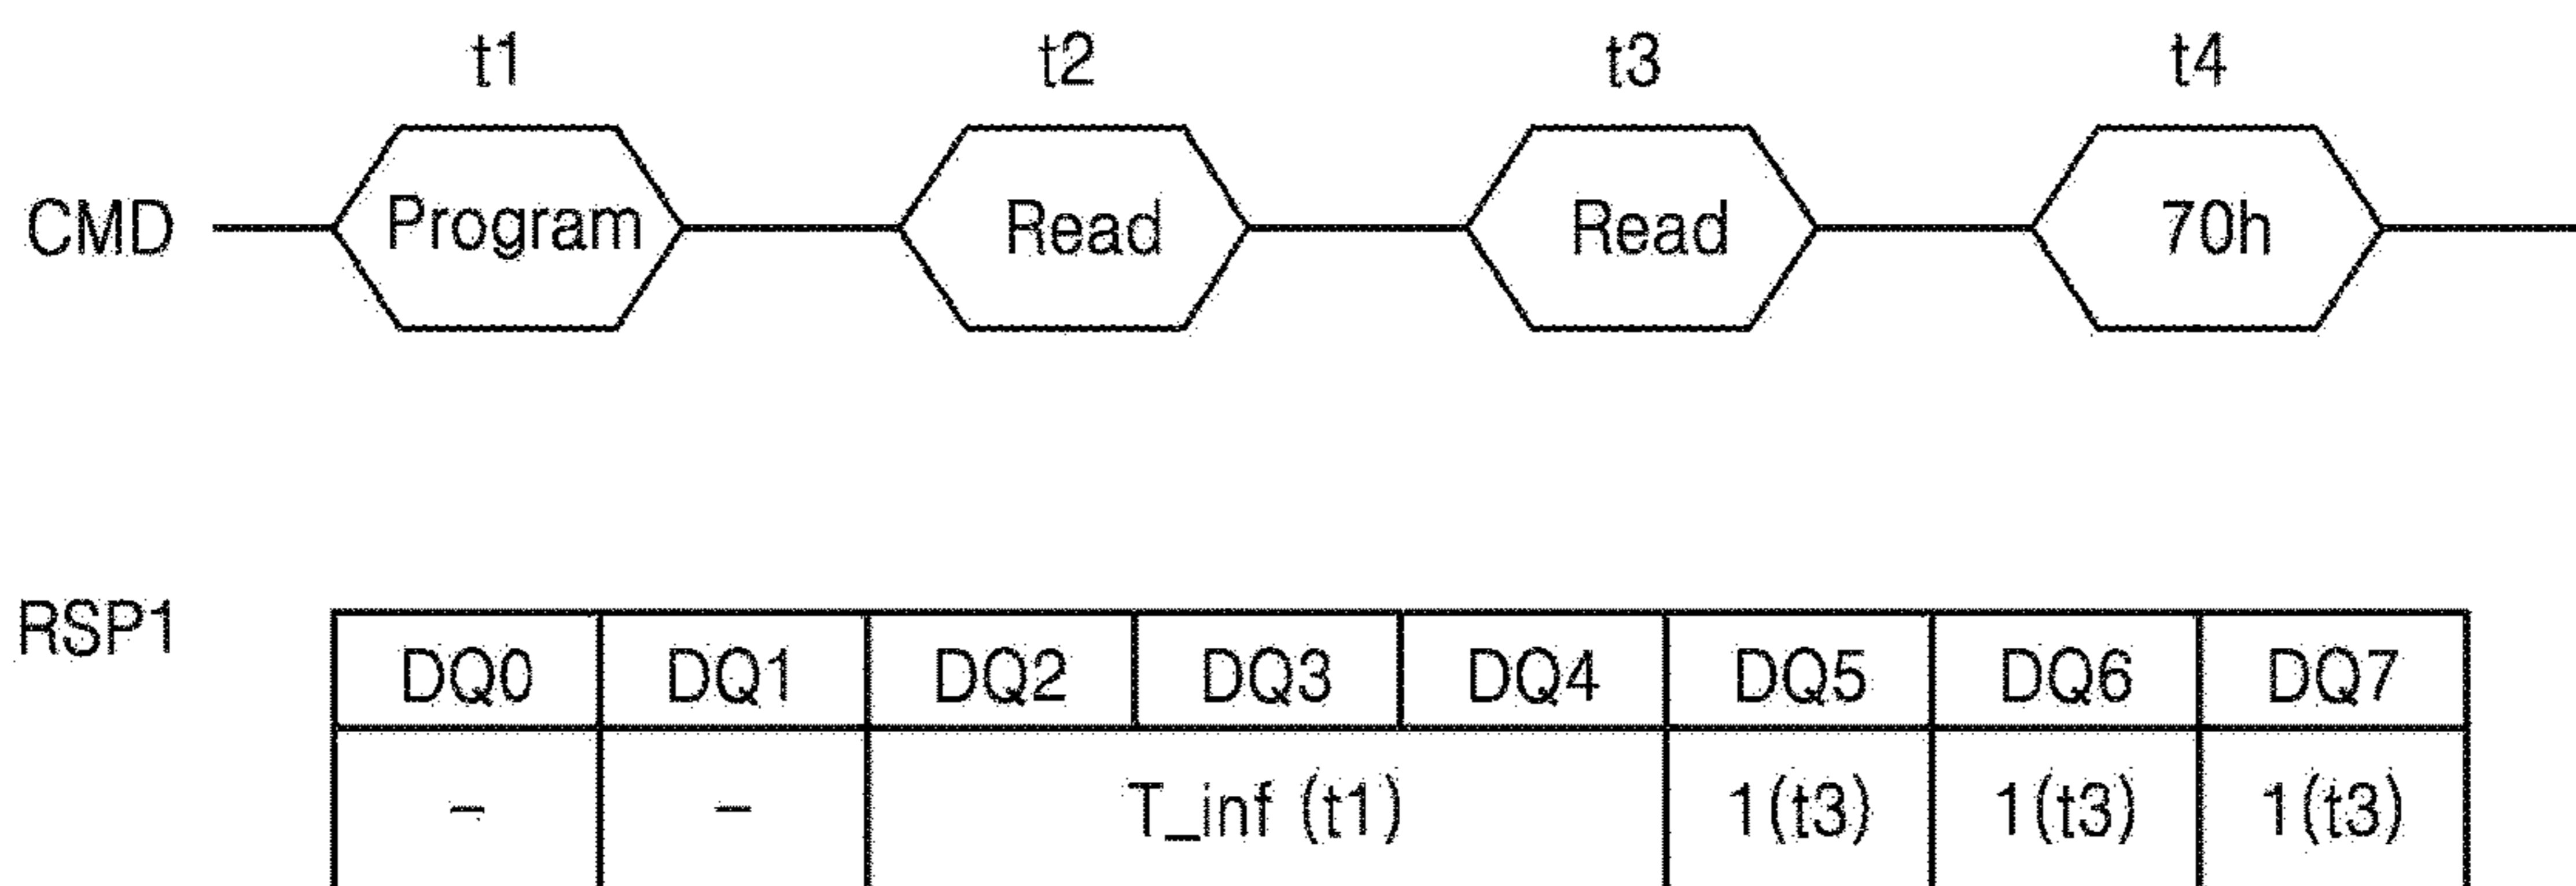 t1 t2 t3 t4
CMD Program Read Read 70h
RSP1 DQ0 DQ1 DQ2 DQ3 DQ4 DQ5 DQ6 DQ7
– – T_inf (t1) 1(t3) 1(t3) 1(t3)